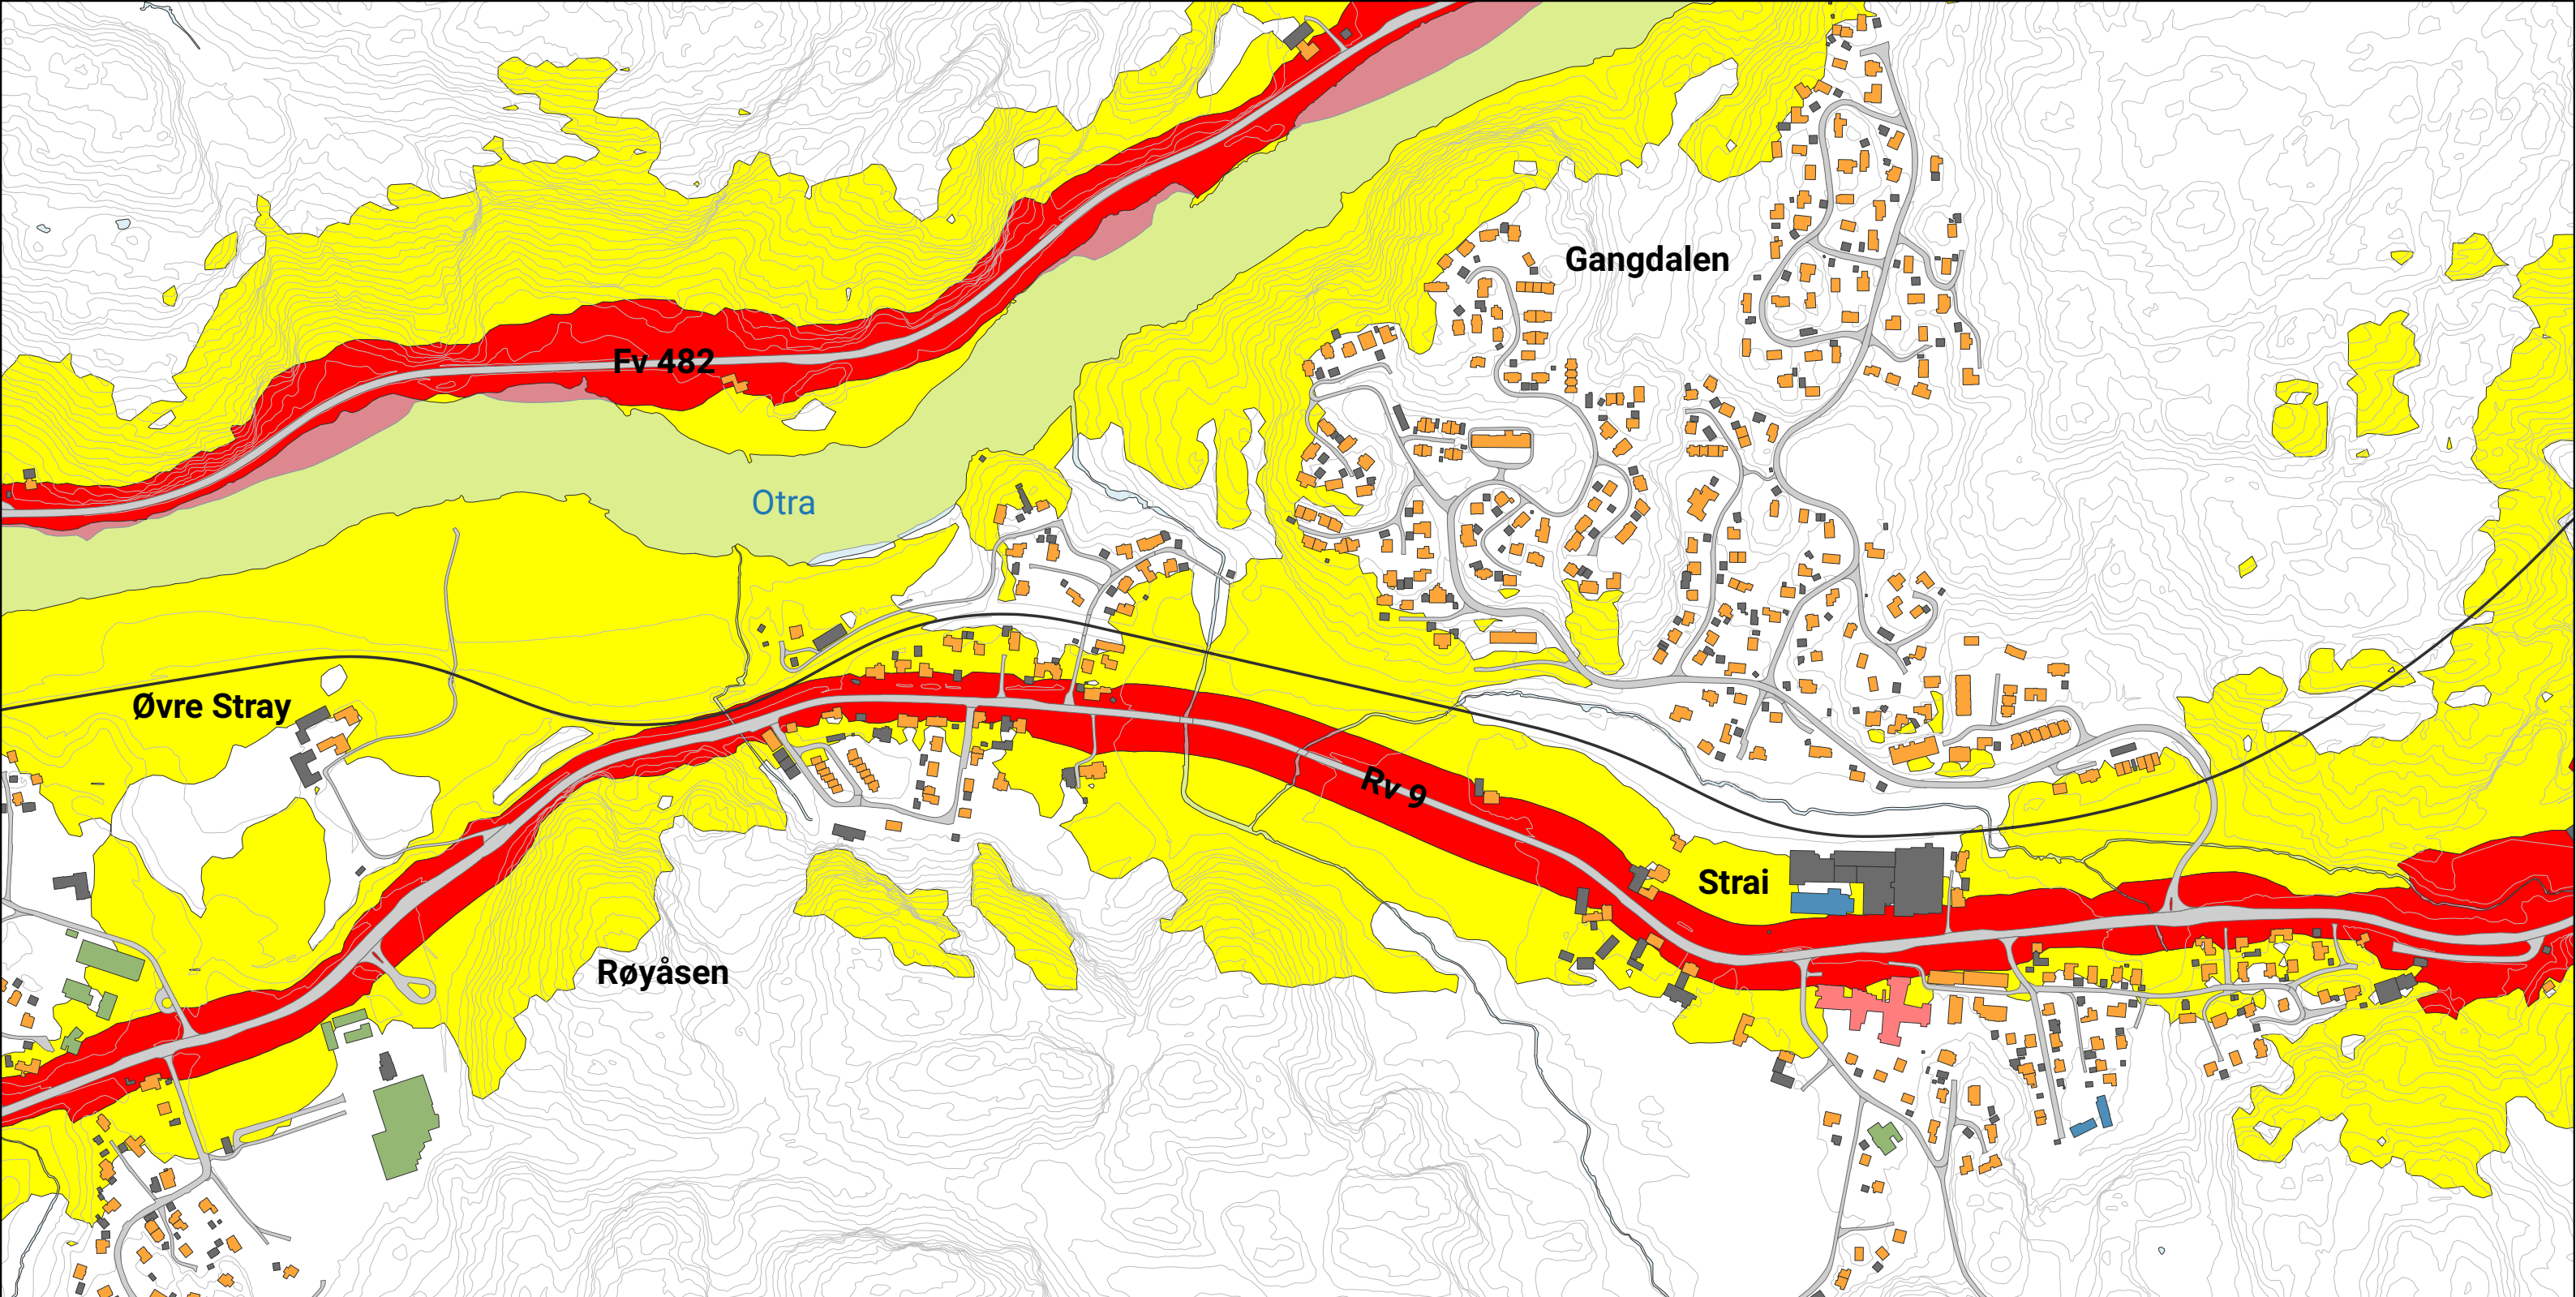 Gangdalen
Fv 482
Otra
Øvre Stray
Rv 9
Strai
Røyåsen